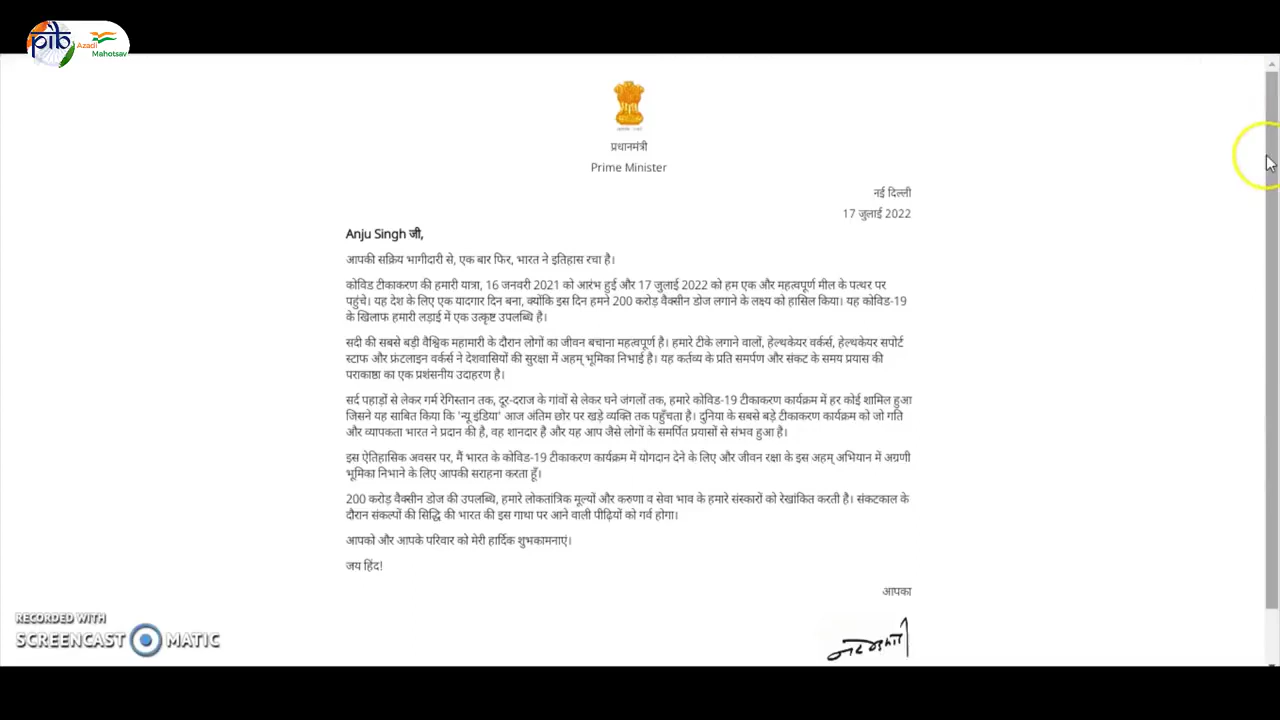 pib
Azadi
Mahotsav
प्रधानमंत्री
Prime Minister
नई दिल्ली
17 जुलाई 2022
Anju Singh जी,
आपकी सक्रिय भागीदारी से, एक बार फिर, भारत ने इतिहास रचा है।
कोविड टीकाकरण की हमारी यात्रा, 16 जनवरी 2021 को आरंभ हुई और 17 जुलाई 2022 को हम एक और महत्वपूर्ण मील के पत्थर पर
पहुंचे। यह देश के लिए एक यादगार दिन बना, क्योंकि इस दिन हमने 200 करोड़ वैक्सीन डोज लगाने के लक्ष्य को हासिल किया। यह कोविड-19
के खिलाफ हमारी लड़ाई में एक उत्कृष्ट उपलब्धि है।
सदी की सबसे बड़ी वैश्विक महामारी के दौरान लोगों का जीवन बचाना महत्वपूर्ण है। हमारे टीके लगाने वालों, हेल्थकेयर वर्कर्स, हेल्थकेयर सपोर्ट
स्टाफ और फ्रंटलाइन वर्कर्स ने देशवासियों की सुरक्षा में अहम् भूमिका निभाई है। यह कर्तव्य के प्रति समर्पण और संकट के समय प्रयास की
पराकाष्ठा का एक प्रशंसनीय उदाहरण है।
सर्द पहाड़ों से लेकर गर्म रेगिस्तान तक, दूर-दराज के गांवों से लेकर घने जंगलों तक, हमारे कोविड-19 टीकाकरण कार्यक्रम में हर कोई शामिल हुआ
जिसने यह साबित किया कि 'न्यू इंडिया' आज अंतिम छोर पर खड़े व्यक्ति तक पहुँचता है। दुनिया के सबसे बड़े टीकाकरण कार्यक्रम को जो गति
और व्यापकता भारत ने प्रदान की है, वह शानदार है और यह आप जैसे लोगों के समर्पित प्रयासों से संभव हुआ है।
इस ऐतिहासिक अवसर पर, मैं भारत के कोविड-19 टीकाकरण कार्यक्रम में योगदान देने के लिए और जीवन रक्षा के इस अहम् अभियान में अग्रणी
भूमिका निभाने के लिए आपकी सराहना करता हूँ।
200 करोड़ वैक्सीन डोज की उपलब्धि, हमारे लोकतांत्रिक मूल्यों और करुणा व सेवा भाव के हमारे संस्कारों को रेखांकित करती है। संकटकाल के
दौरान संकल्पों की सिद्धि की भारत की इस गाथा पर आने वाली पीढ़ियों को गर्व होगा।
आपको और आपके परिवार को मेरी हार्दिक शुभकामनाएं।
जय हिंद!
आपका
RECORDED WITH
SCREENCAST MATIC